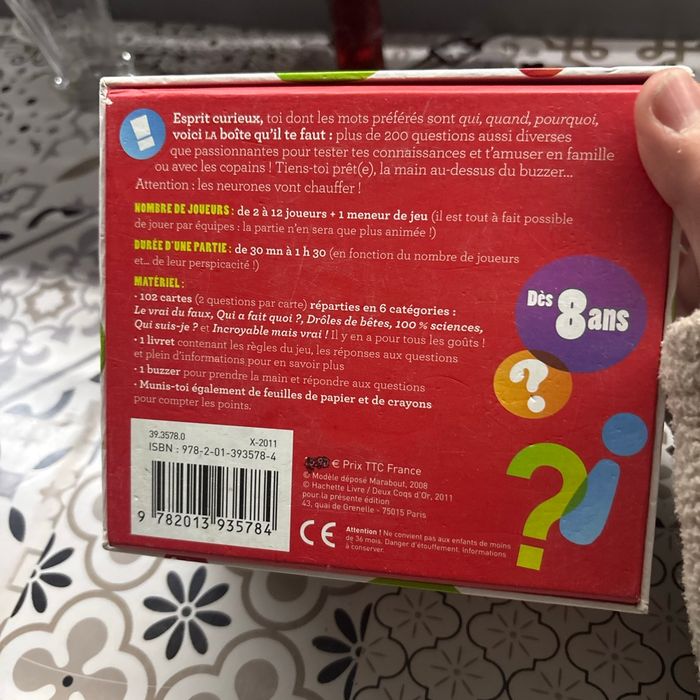 !
Esprit curieux, toi dont les mots préférés sont qui, quand, pourquoi,
voici LA boîte qu'il te faut : plus de 200 questions aussi diverses
que passionnantes pour tester tes connaissances et t'amuser en famille
ou avec les copains ! Tiens-toi prêt(e), la main au-dessus du buzzer...
Attention : les neurones vont chauffer !
NOMBRE DE JOUEURS : de 2 à 12 joueurs + 1 meneur de jeu (il est tout à fait possible
de jouer par équipes : la partie n'en sera que plus animée !)
DURÉE D'UNE PARTIE : de 30 mn à 1 h 30 (en fonction du nombre de joueurs
et... de leur perspicacité !)
MATÉRIEL :
• 102 cartes (2 questions par carte) réparties en 6 catégories :
Le vrai du faux, Qui a fait quoi ?, Drôles de bêtes, 100 % sciences,
Qui suis-je ? et Incroyable mais vrai ! Il y en a pour tous les goûts !
• 1 livret contenant les règles du jeu, les réponses aux questions
et plein d'informations pour en savoir plus
• 1 buzzer pour prendre la main et répondre aux questions
• Munis-toi également de feuilles de papier et de crayons
pour compter les points.
Dès 8 ans
?
?
39.3578.0 X-2011
ISBN : 978-2-01-393578-4
9 782013 935784
€ Prix TTC France
© Modèle déposé Marabout, 2008
© Hachette Livre / Deux Coqs d'Or, 2011
pour la présente édition
43, quai de Grenelle - 75015 Paris
CE
Attention ! Ne convient pas aux enfants de moins
de 36 mois. Danger d'étouffement. Informations
à conserver.